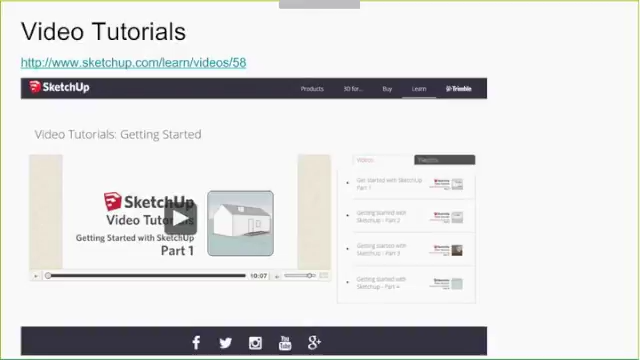 Video Tutorials
http://www.sketchup.com/learn/videos/58
SketchUp
Products 3D for... Buy Learn Trimble
Video Tutorials: Getting Started
Videos
SketchUp
Video Tutorials
Getting Started with SketchUp
Part 1
10:07
Get started with SketchUp
Part 1
Getting started with
SketchUp - Part 2
Getting started with
SketchUp - Part 3
Getting started with
SketchUp - Part 4
You
Tube
g+